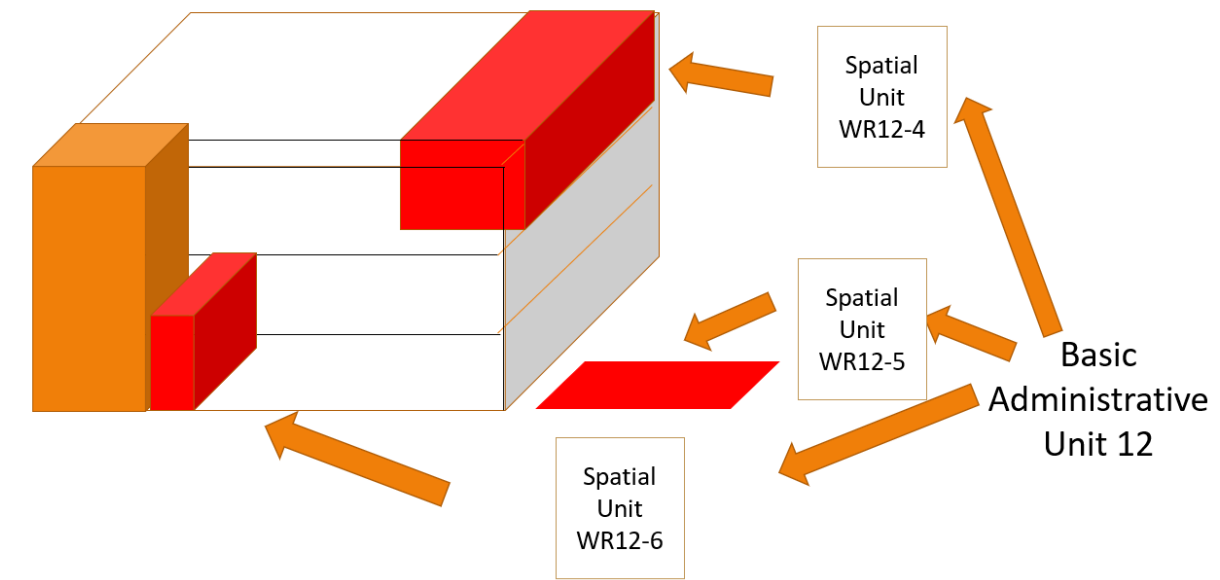 Spatial
Unit
WR12-4
Spatial
Unit
WR12-5
Basic
Administrative
Unit 12
Spatial
Unit
WR12-6